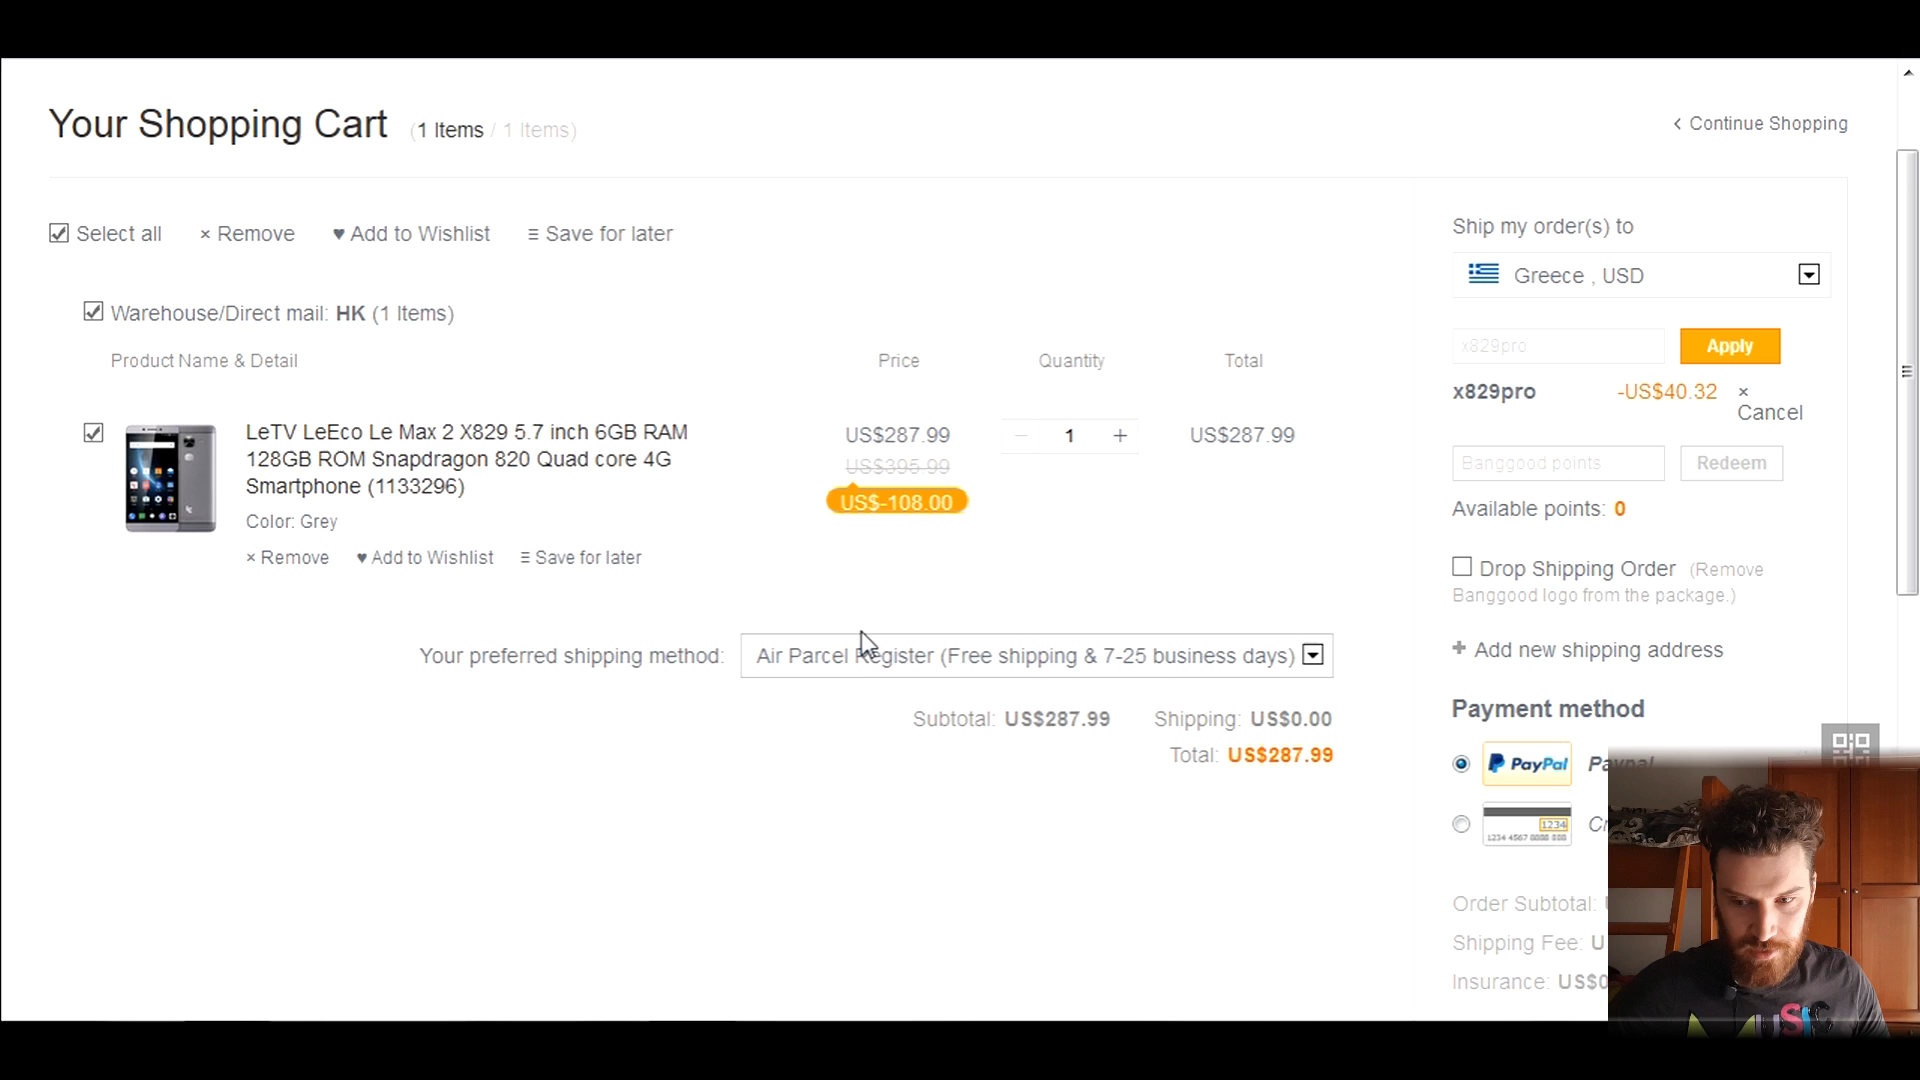 Your Shopping Cart (1 Items / 1 Items)
‹ Continue Shopping
Select all × Remove ♥ Add to Wishlist ≡ Save for later
Warehouse/Direct mail: HK (1 Items)
Product Name & Detail Price Quantity Total
LeTV LeEco Le Max 2 X829 5.7 inch 6GB RAM
128GB ROM Snapdragon 820 Quad core 4G
Smartphone (1133296)
Color: Grey
× Remove ♥ Add to Wishlist ≡ Save for later
US$287.99
US$395.99
US$-108.00
− 1 +
US$287.99
Your preferred shipping method: Air Parcel Register (Free shipping & 7-25 business days)
Subtotal: US$287.99 Shipping: US$0.00
Total: US$287.99
Ship my order(s) to
Greece , USD
x829pro Apply
x829pro -US$40.32 ×
Cancel
Banggood points Redeem
Available points: 0
Drop Shipping Order (Remove
Banggood logo from the package.)
+ Add new shipping address
Payment method
PayPal Paypal
1234
1234 4567
Order Subtotal:
Shipping Fee: U
Insurance: US$0
MUSIC